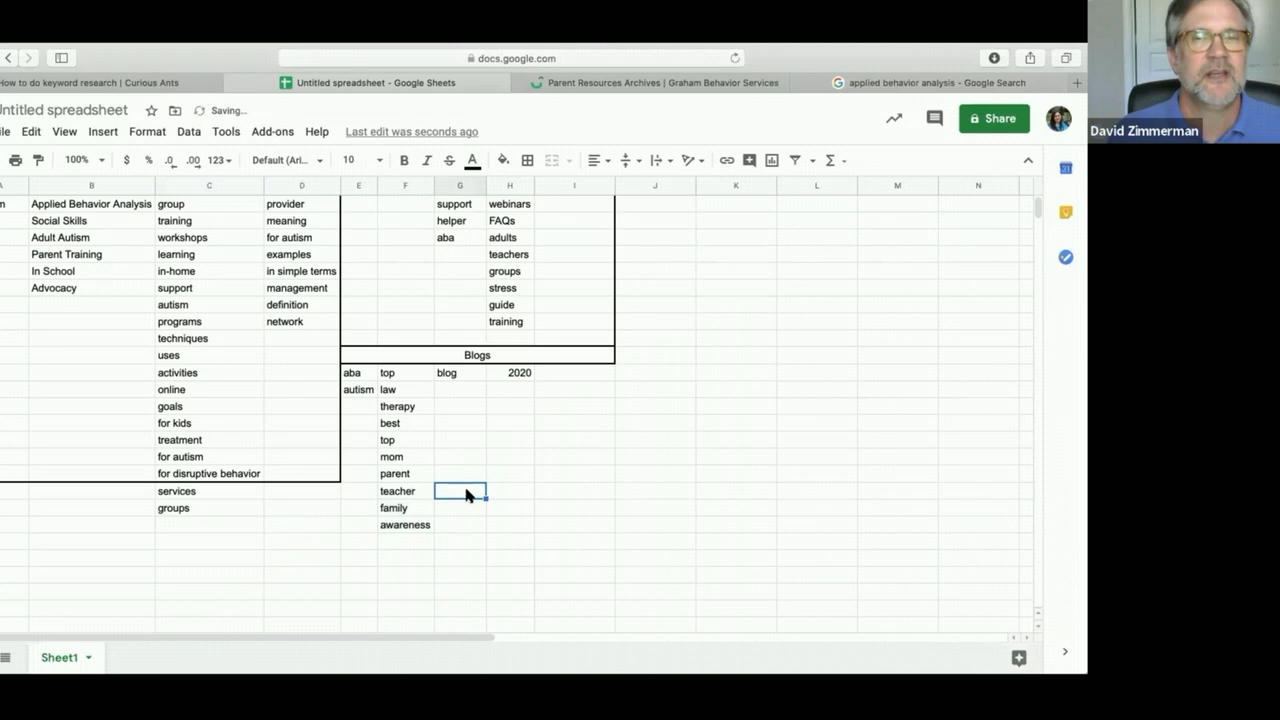 docs.google.com
How to do keyword research | Curious Ants
Untitled spreadsheet - Google Sheets
Parent Resources Archives | Graham Behavior Services
applied behavior analysis - Google Search
Untitled spreadsheet
Saving...
Edit View Insert Format Data Tools Add-ons Help Last edit was seconds ago
Share
David Zimmerman
100% $ % .0 .00 123 Default (Ari... 10 B I S A
B C D E F G H I J K L M N
Applied Behavior Analysis group provider support webinars
Social Skills training meaning helper FAQs
Adult Autism workshops for autism aba adults
Parent Training learning examples teachers
In School in-home in simple terms groups
Advocacy support management stress
autism definition guide
programs network training
techniques
uses Blogs
activities aba top blog 2020
online autism law
goals therapy
for kids best
treatment top
for autism mom
for disruptive behavior parent
services teacher
groups family
awareness
Sheet1